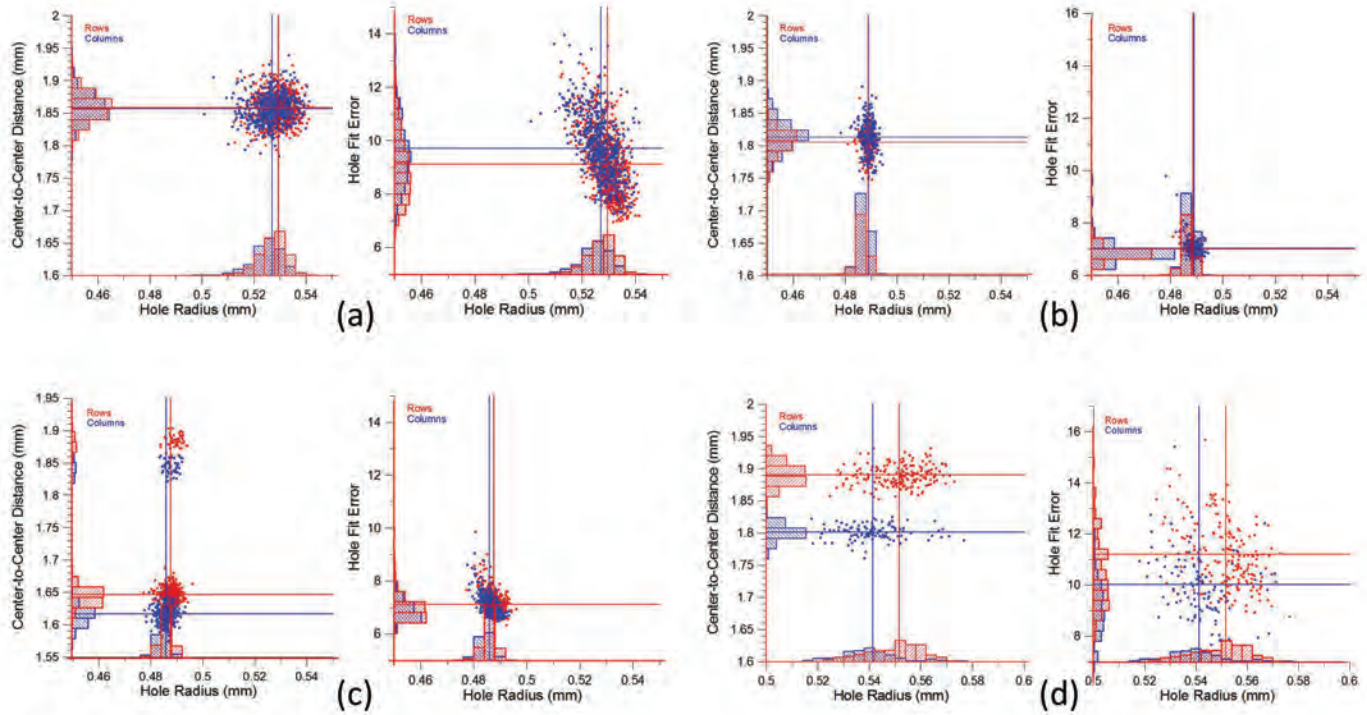 Rows
Columns
Center-to-Center Distance (mm)
2
1.95
1.9
1.85
1.8
1.75
1.7
1.65
1.6
0.46
0.48
0.5
0.52
0.54
Hole Radius (mm)
Rows
Columns
Hole Fit Error
14
12
10
8
6
0.46
0.48
0.5
0.52
0.54
Hole Radius (mm)
(a)
Rows
Columns
Center-to-Center Distance (mm)
2
1.95
1.9
1.85
1.8
1.75
1.7
1.65
1.6
0.46
0.48
0.5
0.52
0.54
Hole Radius (mm)
Rows
Columns
Hole Fit Error
16
14
12
10
8
6
0.46
0.48
0.5
0.52
0.54
Hole Radius (mm)
(b)
Rows
Columns
Center-to-Center Distance (mm)
1.95
1.9
1.85
1.8
1.75
1.7
1.65
1.6
1.55
0.46
0.48
0.5
0.52
0.54
Hole Radius (mm)
Rows
Columns
Hole Fit Error
14
12
10
8
6
0.46
0.48
0.5
0.52
0.54
Hole Radius (mm)
(c)
Rows
Columns
Center-to-Center Distance (mm)
2
1.95
1.9
1.85
1.8
1.75
1.7
1.65
1.6
0.5
0.52
0.54
0.56
0.58
0.6
Hole Radius (mm)
Rows
Columns
Hole Fit Error
16
14
12
10
8
0.5
0.52
0.54
0.56
0.58
0.6
Hole Radius (mm)
(d)